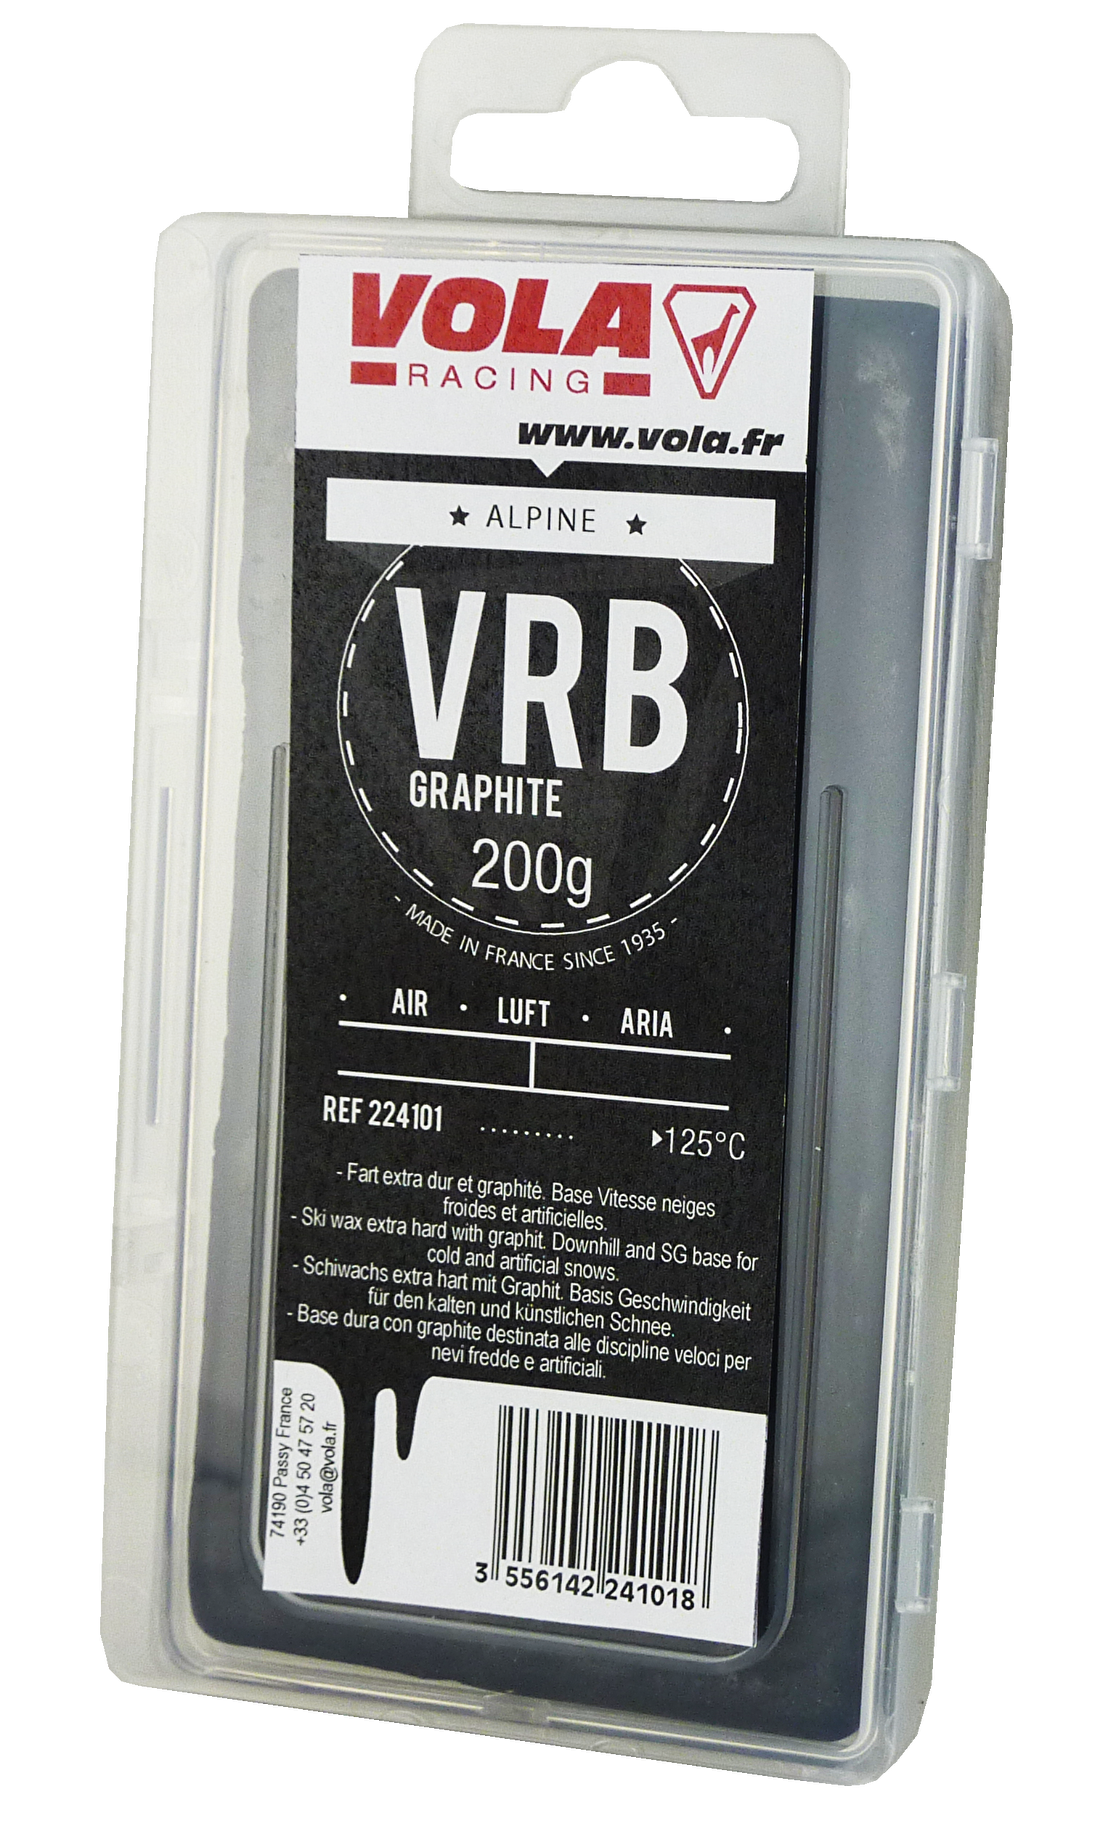 VOLA
RACING
www.vola.fr
★ ALPINE ★
VRB
GRAPHITE
200g
- MADE IN FRANCE SINCE 1935 -
· AIR · LUFT · ARIA ·
REF 224101 ......... ▶125°C
- Fart extra dur et graphité. Base Vitesse neiges
froides et artificielles.
- Ski wax extra hard with graphit. Downhill and SG base for
cold and artificial snows.
- Schiwachs extra hart mit Graphit. Basis Geschwindigkeit
für den kalten und künstlichen Schnee.
- Base dura con graphite destinata alle discipline veloci per
nevi fredde e artificiali.
74190 Passy France
+33 (0)4 50 47 57 20
vola@vola.fr
3 556142 241018